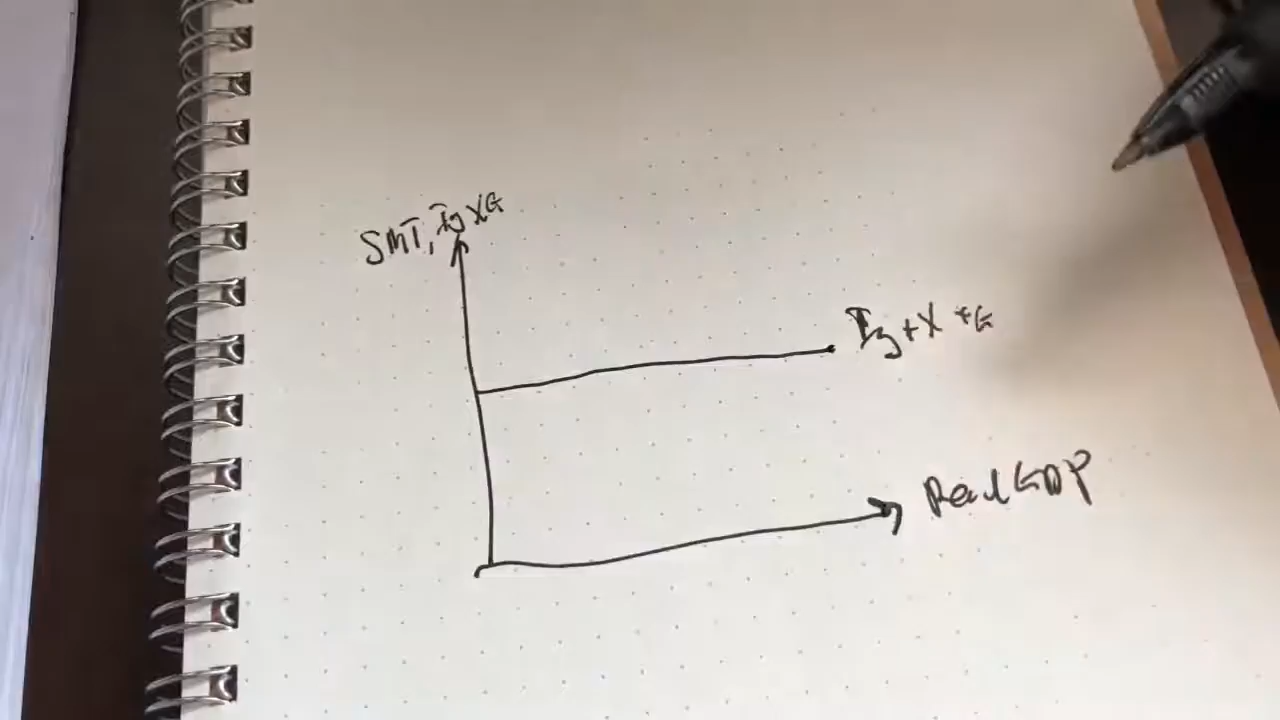 SMT, Ig XG
Ig + X + G
Real GDP